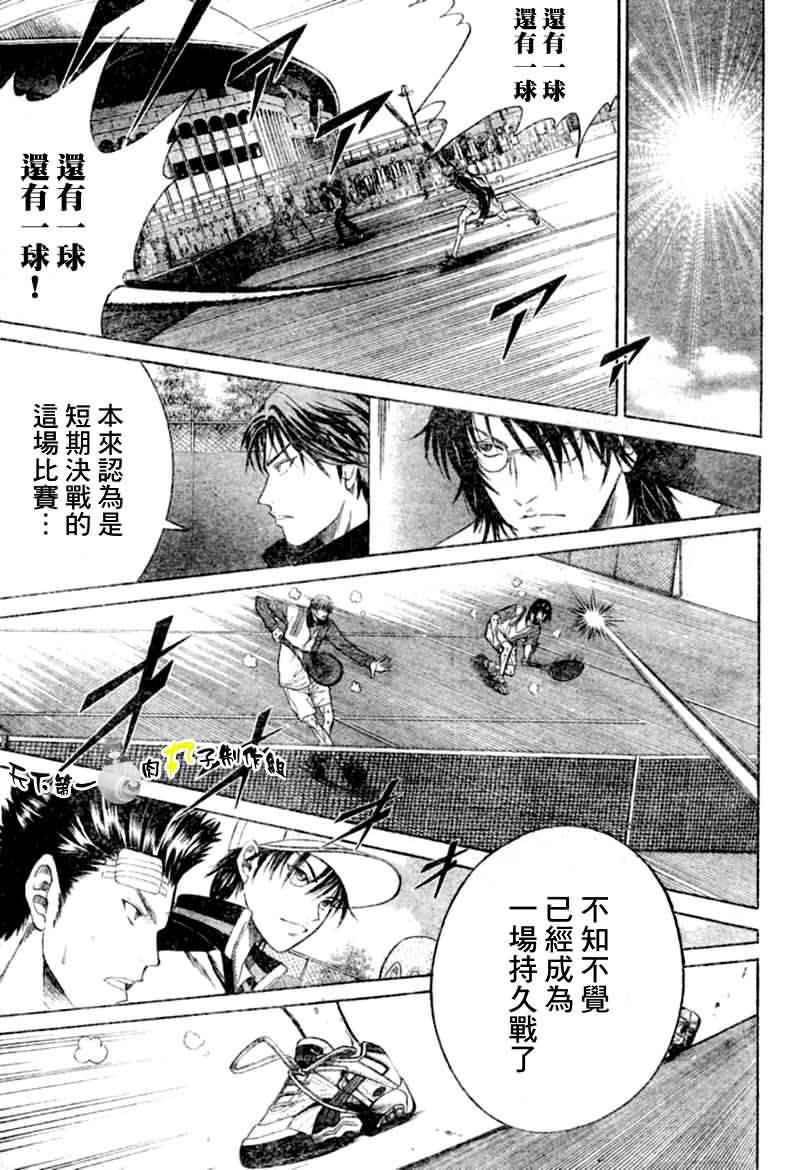 還有一球
還有一球
還有一球
還有一球！
本來認為是
短期決戰的
這場比賽…
天下第一
肉丸子制作組
不知不覺
已經成為
一場持久戰了